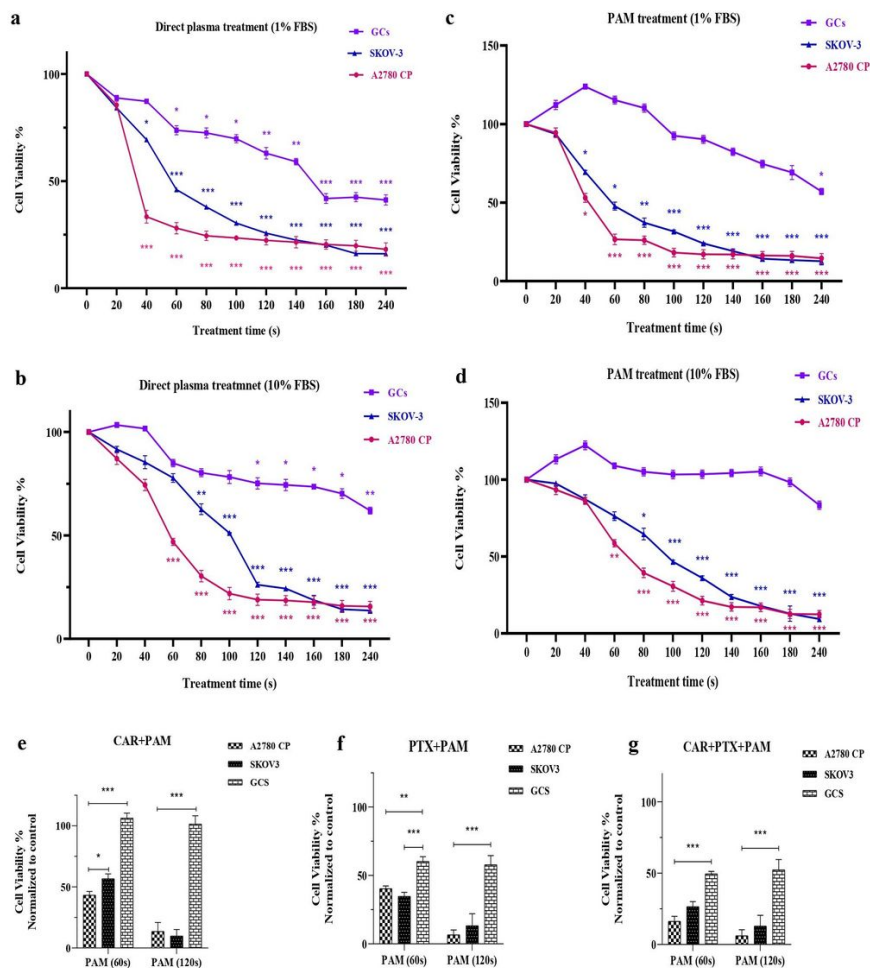 a
Direct plasma treatment (1% FBS)
GCs
SKOV-3
A2780 CP
Cell Viability %
100
50
0
* * * ** ** *** *** ***
* *** *** *** *** *** *** *** ***
*** *** *** *** *** *** *** *** ***
0 20 40 60 80 100 120 140 160 180 240
Treatment time (s)
c
PAM treatment (1% FBS)
GCs
SKOV-3
A2780 CP
Cell Viability %
150
100
50
0
*
* * ** *** *** *** *** *** ***
* *** *** *** *** *** *** *** ***
0 20 40 60 80 100 120 140 160 180 240
Treatment time (s)
b
Direct plasma treatmnet (10% FBS)
GCs
SKOV-3
A2780 CP
Cell Viability %
100
50
0
* * * * **
** *** *** *** *** *** ***
*** *** *** *** *** *** *** ***
0 20 40 60 80 100 120 140 160 180 240
Treatment time (s)
d
PAM treatment (10% FBS)
GCs
SKOV-3
A2780 CP
Cell Viability %
150
100
50
0
* *** *** *** *** *** ***
** *** *** *** *** *** *** ***
0 20 40 60 80 100 120 140 160 180 240
Treatment time (s)
e
CAR+PAM
A2780 CP
SKOV3
GCS
Cell Viability %
Normalized to control
100
50
0
*** ***
*
PAM (60s) PAM (120s)
f
PTX+PAM
A2780 CP
SKOV3
GCS
Cell Viability %
Normalized to control
100
50
0
** ***
***
PAM (60s) PAM (120s)
g
CAR+PTX+PAM
A2780 CP
SKOV3
GCS
Cell Viability %
Normalized to control
100
50
0
*** ***
PAM (60s) PAM (120s)